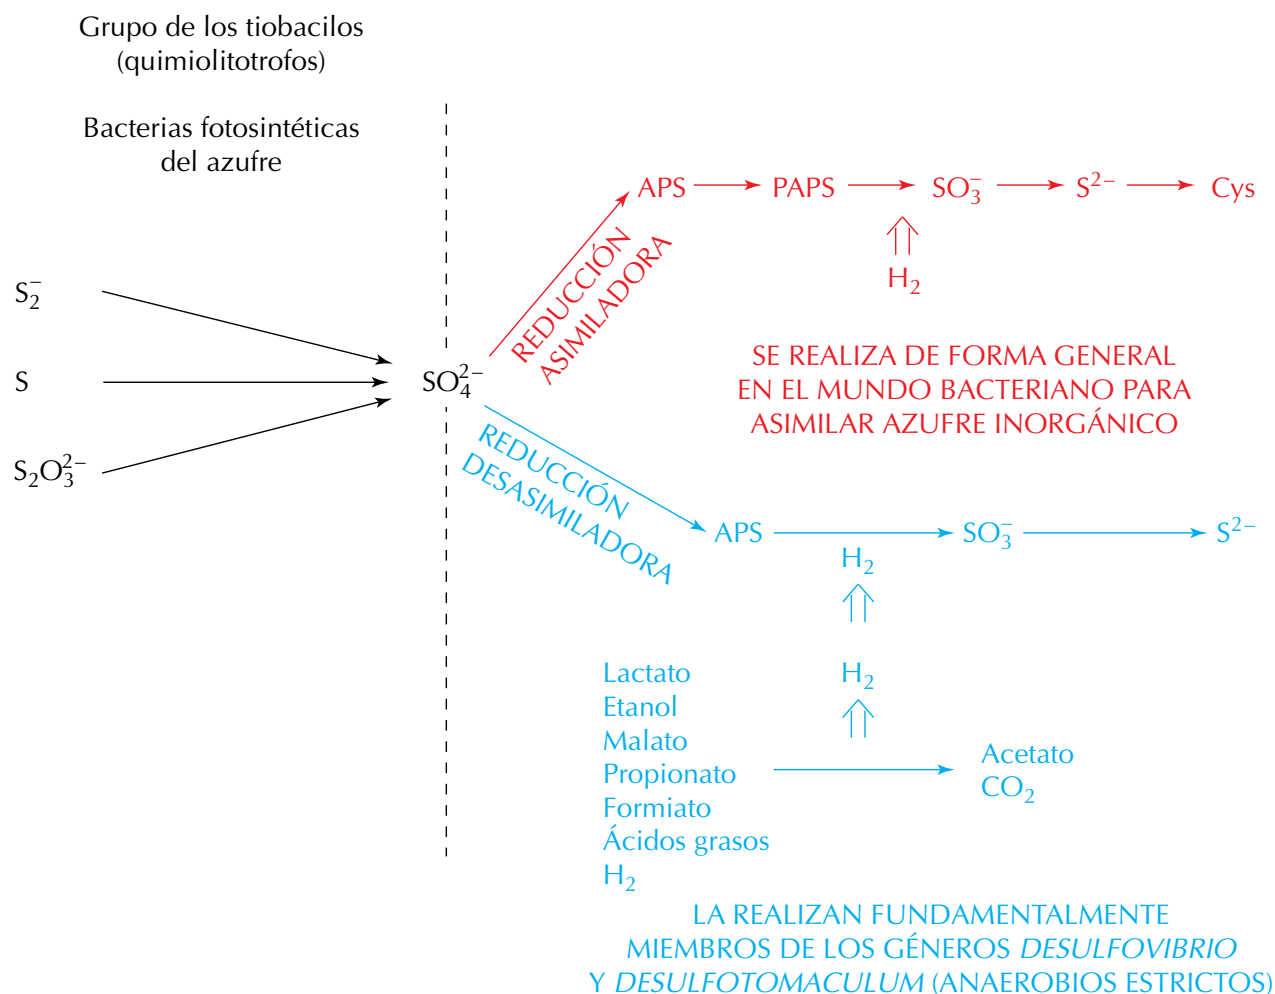 Grupo de los tiobacilos
(quimiolitotrofos)
Bacterias fotosintéticas
del azufre
S₂⁻
S
S₂O₃²⁻
SO₄²⁻
REDUCCIÓN
ASIMILADORA
APS PAPS SO₃⁻ S²⁻ Cys
H₂
SE REALIZA DE FORMA GENERAL
EN EL MUNDO BACTERIANO PARA
ASIMILAR AZUFRE INORGÁNICO
REDUCCIÓN
DESASIMILADORA
APS SO₃⁻ S²⁻
H₂
H₂
Lactato
Etanol
Malato
Propionato
Formiato
Ácidos grasos
H₂
Acetato
CO₂
LA REALIZAN FUNDAMENTALMENTE
MIEMBROS DE LOS GÉNEROS DESULFOVIBRIO
Y DESULFOTOMACULUM (ANAEROBIOS ESTRICTOS)